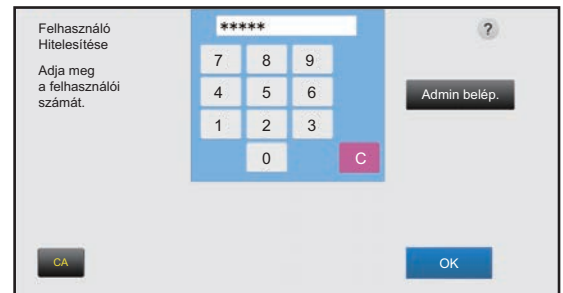 Felhasználó
Hitelesítése
Adja meg
a felhasználói
számát.
*****
?
7 8 9
4 5 6
Admin belép.
1 2 3
0 C
CA
OK